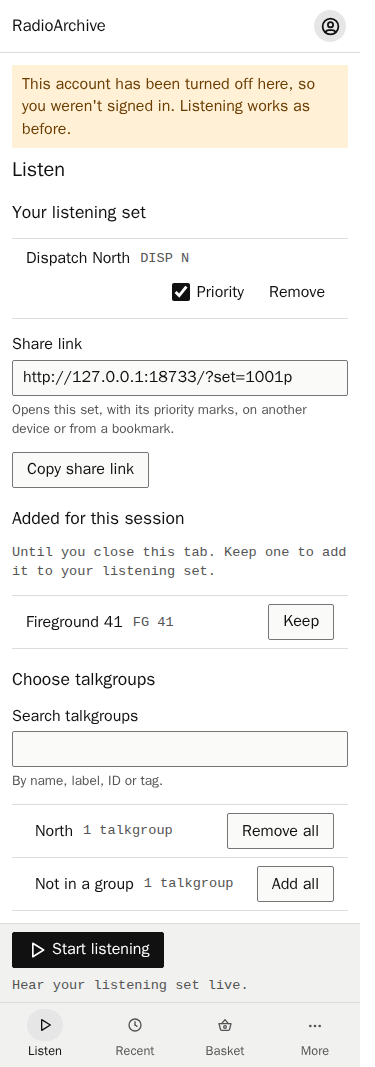 RadioArchive
This account has been turned off here, so
you weren't signed in. Listening works as
before.
Listen
Your listening set
Dispatch North DISP N
Priority Remove
Share link
http://127.0.0.1:18733/?set=1001p
Opens this set, with its priority marks, on another
device or from a bookmark.
Copy share link
Added for this session
Until you close this tab. Keep one to add
it to your listening set.
Fireground 41 FG 41 Keep
Choose talkgroups
Search talkgroups
By name, label, ID or tag.
North 1 talkgroup Remove all
Not in a group 1 talkgroup Add all
Start listening
Hear your listening set live.
Listen Recent Basket More